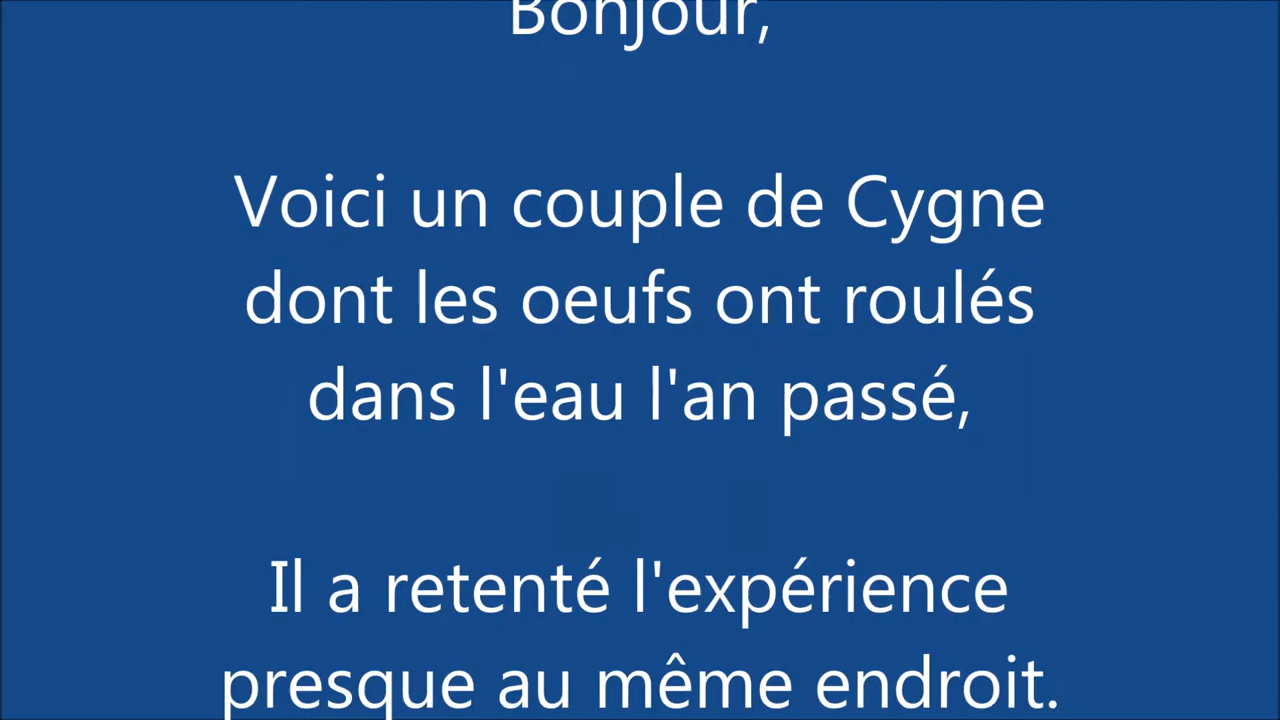 Bonjour,
Voici un couple de Cygne
dont les oeufs ont roulés
dans l'eau l'an passé,
Il a retenté l'expérience
presque au même endroit.